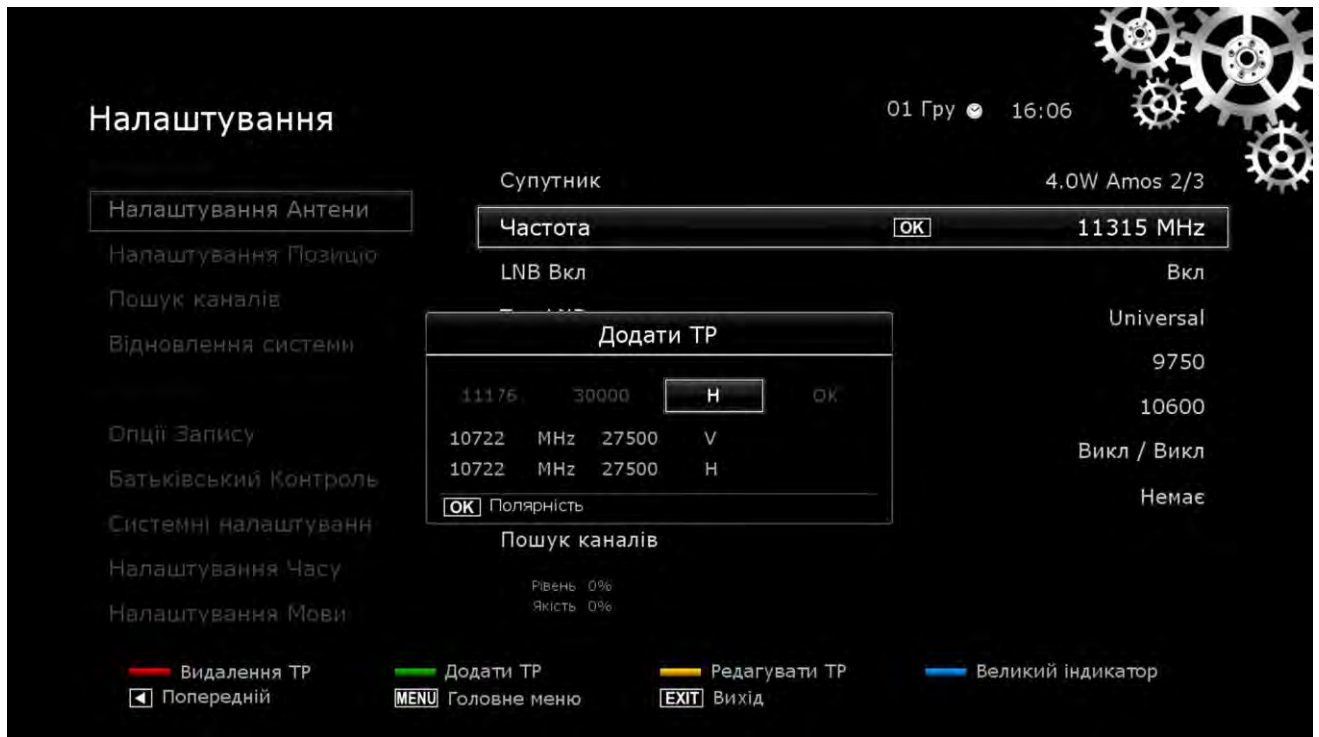 Налаштування
01 Гру 16:06
Супутник 4.0W Amos 2/3
Налаштування Антени
Частота OK 11315 MHz
Налаштування Позицію
LNB Вкл Вкл
Пошук каналів
Universal
Додати TP
Відновлення системи
9750
11176 30000 H OK
10600
Опції Запису
10722 MHz 27500 V
Викл / Викл
10722 MHz 27500 H
Батьківський Контроль
Немає
OK Полярність
Системні налаштуванн
Пошук каналів
Налаштування Часу
Рівень 0%
Якість 0%
Налаштування Мови
Видалення TP Додати TP Редагувати TP Великий індикатор
Попередній MENU Головне меню EXIT Вихід